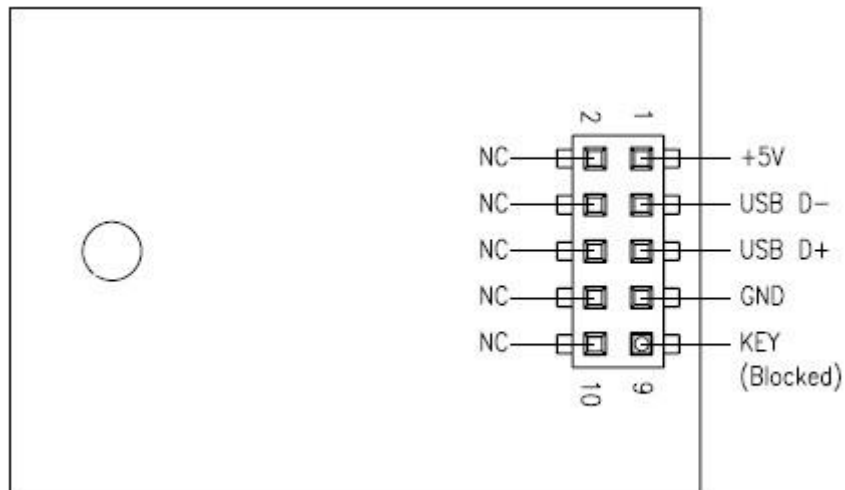 2 1
NC +5V
NC USB D-
NC USB D+
NC GND
NC KEY
(Blocked)
10 9